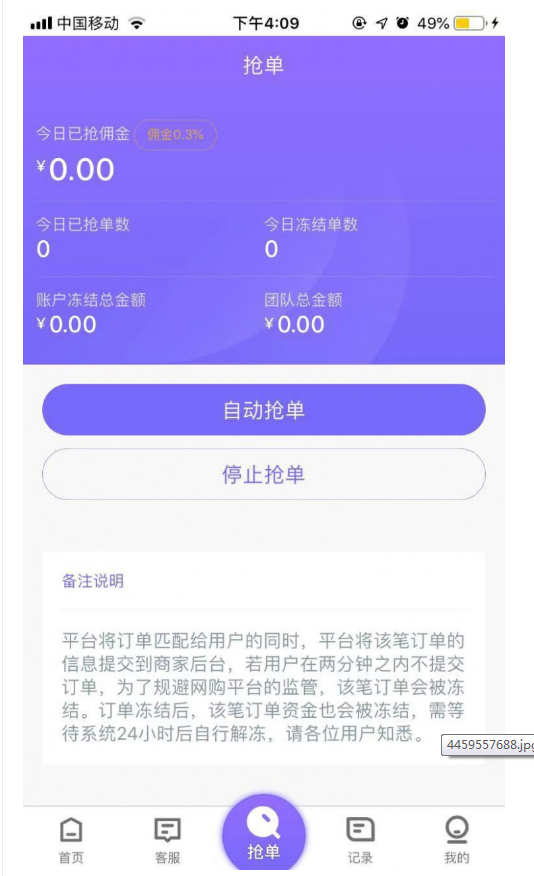 中国移动 下午4:09 49%
抢单
今日已抢佣金 佣金0.3%
¥0.00
今日已抢单数 今日冻结单数
0 0
账户冻结总金额 团队总金额
¥0.00 ¥0.00
自动抢单
停止抢单
备注说明
平台将订单匹配给用户的同时，平台将该笔订单的
信息提交到商家后台，若用户在两分钟之内不提交
订单，为了规避网购平台的监管，该笔订单会被冻
结。订单冻结后，该笔订单资金也会被冻结，需等
待系统24小时后自行解冻，请各位用户知悉。
4459557688.jpg
首页 客服 抢单 记录 我的